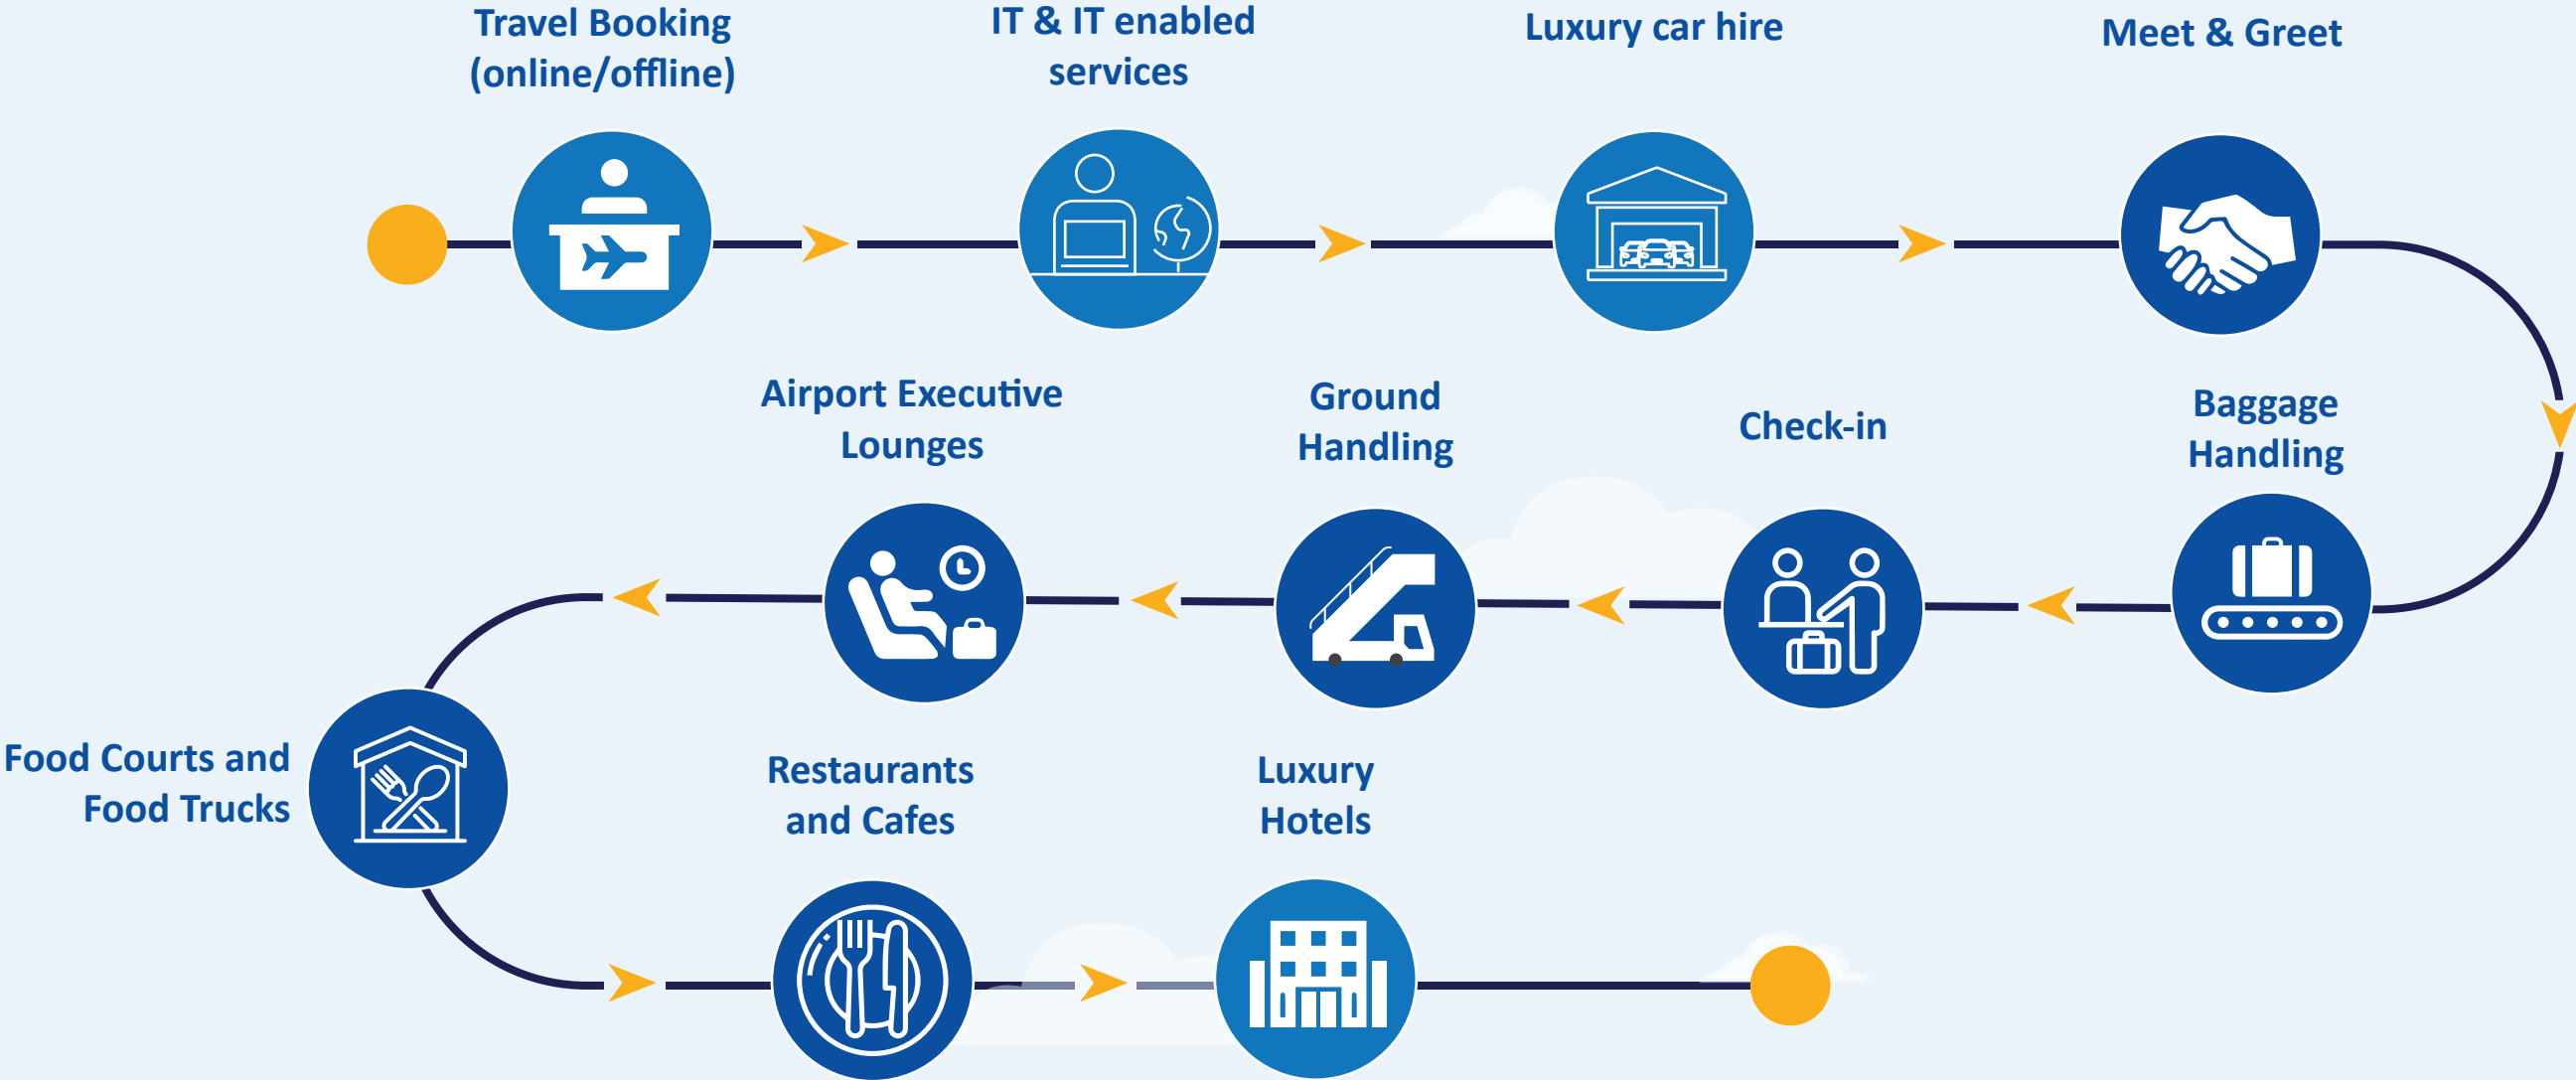 Travel Booking
(online/offline)
IT & IT enabled
services
Luxury car hire
Meet & Greet
Baggage
Handling
Check-in
Ground
Handling
Airport Executive
Lounges
Food Courts and
Food Trucks
Restaurants
and Cafes
Luxury
Hotels